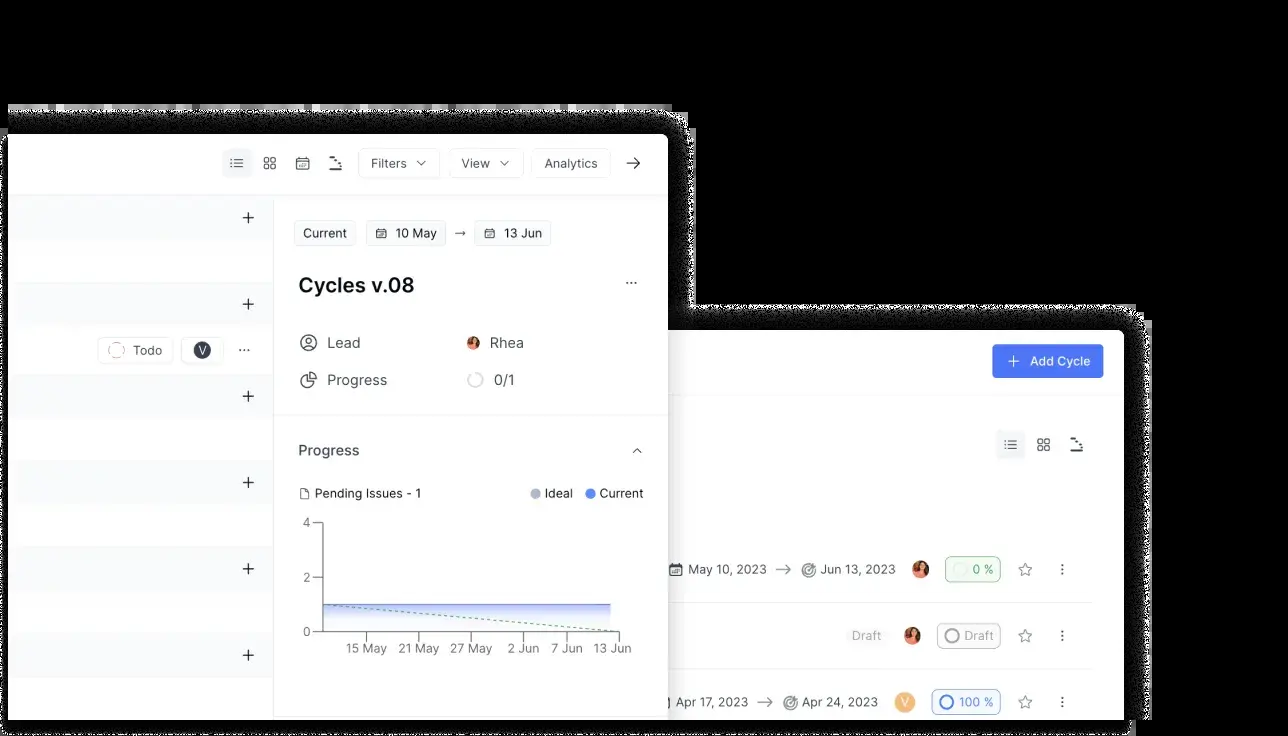 Filters View Analytics
Current 10 May → 13 Jun
Cycles v.08
Lead Rhea
Progress 0/1
Todo V
Progress
Pending Issues - 1 Ideal Current
4
2
0
15 May 21 May 27 May 2 Jun 7 Jun 13 Jun
+ Add Cycle
May 10, 2023 → Jun 13, 2023 0 %
Draft Draft
Apr 17, 2023 → Apr 24, 2023 V 100 %